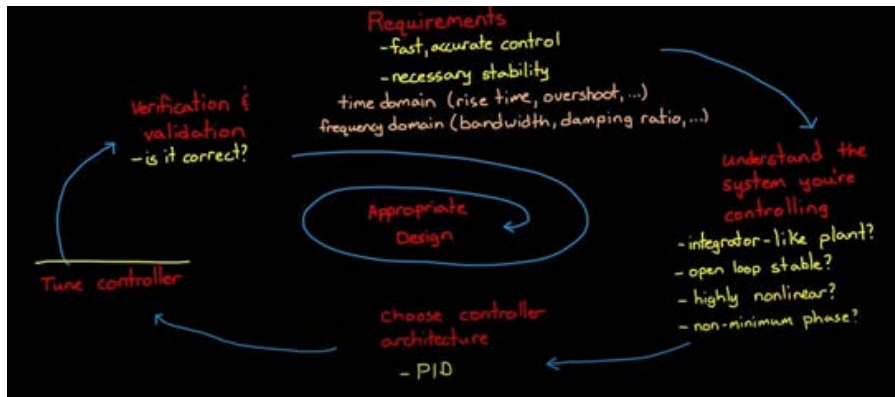 Requirements
- fast, accurate control
- necessary stability
time domain (rise time, overshoot, ...)
frequency domain (bandwidth, damping ratio, ...)
Verification &
validation
- is it correct?
understand the
system you're
controlling
- integrator-like plant?
- open loop stable?
- highly nonlinear?
- non-minimum phase?
Appropriate
Design
Tune controller
choose controller
architecture
- PID